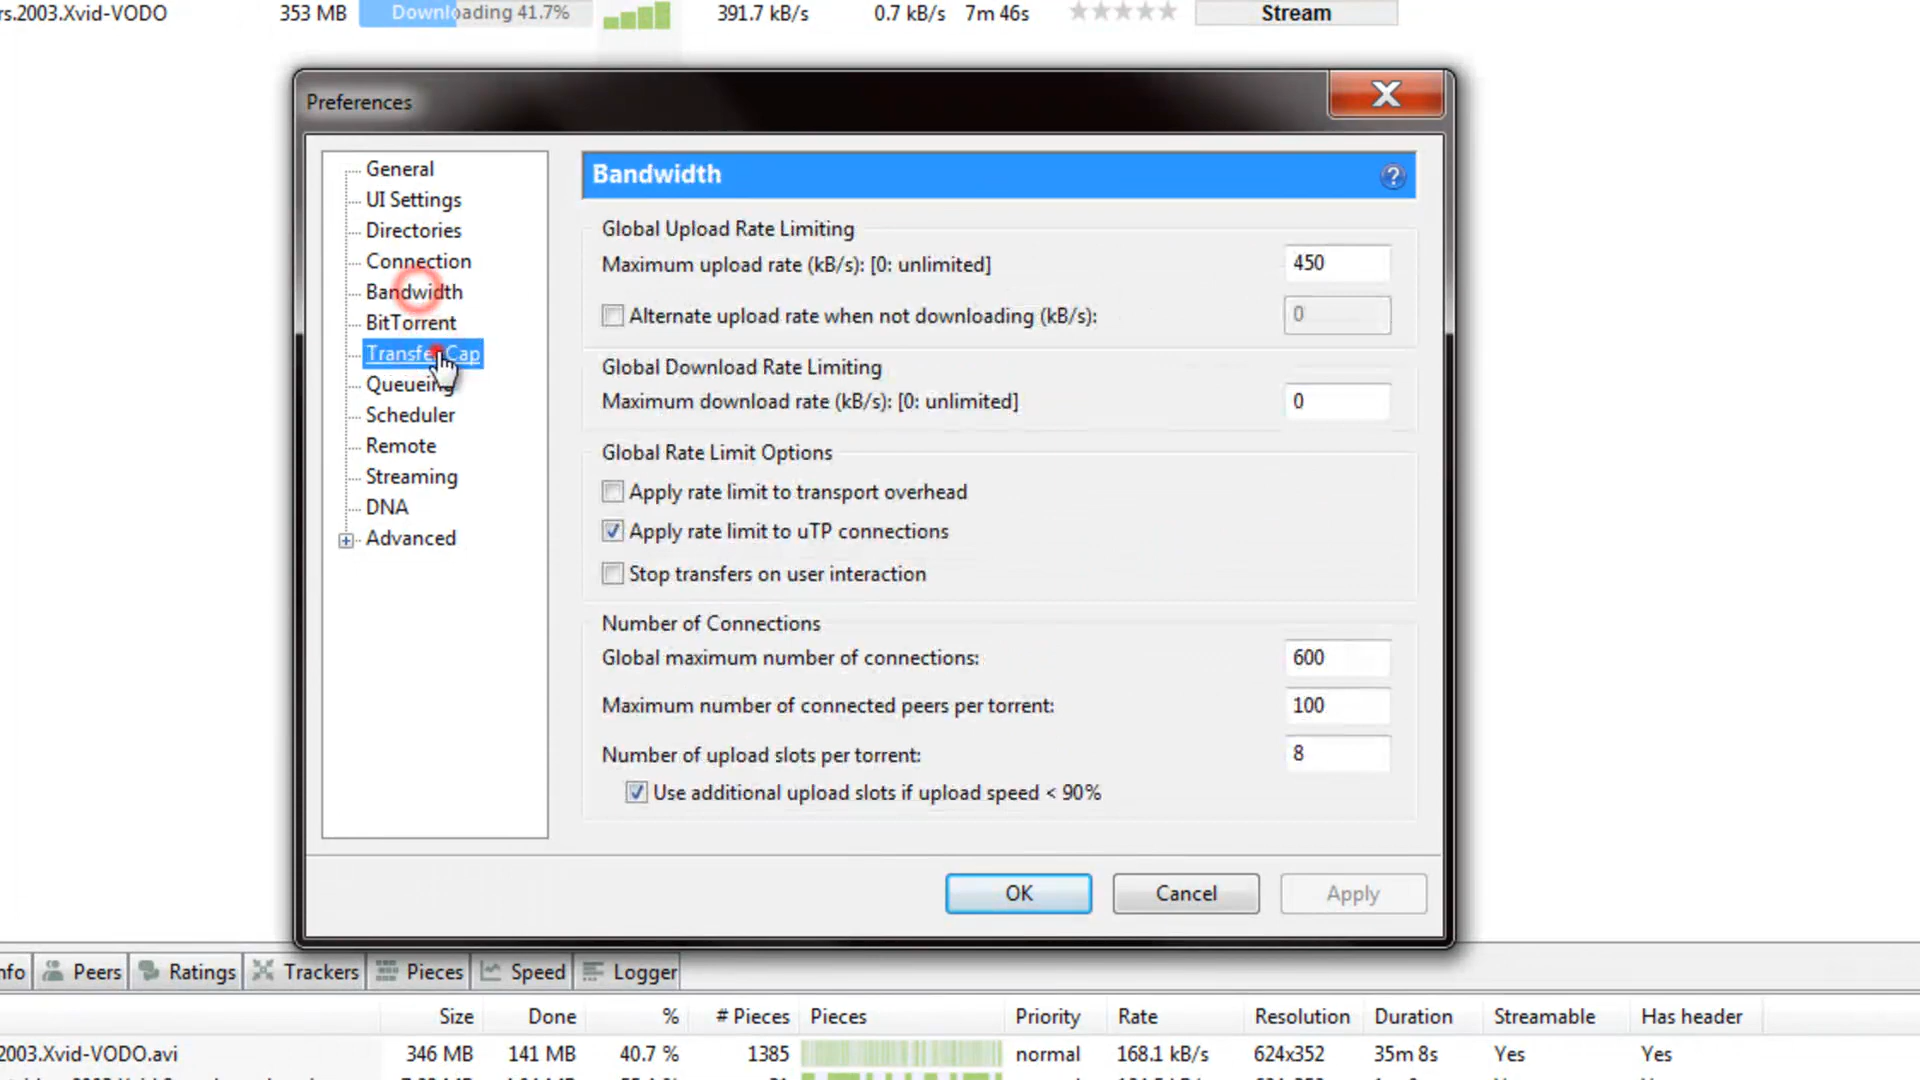 rs.2003.Xvid-VODO 353 MB Downloading 41.7% 391.7 kB/s 0.7 kB/s 7m 46s Stream
Preferences
General
UI Settings
Directories
Connection
Bandwidth
BitTorrent
Transfer Cap
Queueing
Scheduler
Remote
Streaming
DNA
Advanced
Bandwidth
Global Upload Rate Limiting
Maximum upload rate (kB/s): [0: unlimited] 450
Alternate upload rate when not downloading (kB/s): 0
Global Download Rate Limiting
Maximum download rate (kB/s): [0: unlimited] 0
Global Rate Limit Options
Apply rate limit to transport overhead
Apply rate limit to uTP connections
Stop transfers on user interaction
Number of Connections
Global maximum number of connections: 600
Maximum number of connected peers per torrent: 100
Number of upload slots per torrent: 8
Use additional upload slots if upload speed < 90%
OK Cancel Apply
nfo Peers Ratings Trackers Pieces Speed Logger
Size Done % # Pieces Pieces Priority Rate Resolution Duration Streamable Has header
2003.Xvid-VODO.avi 346 MB 141 MB 40.7 % 1385 normal 168.1 kB/s 624x352 35m 8s Yes Yes